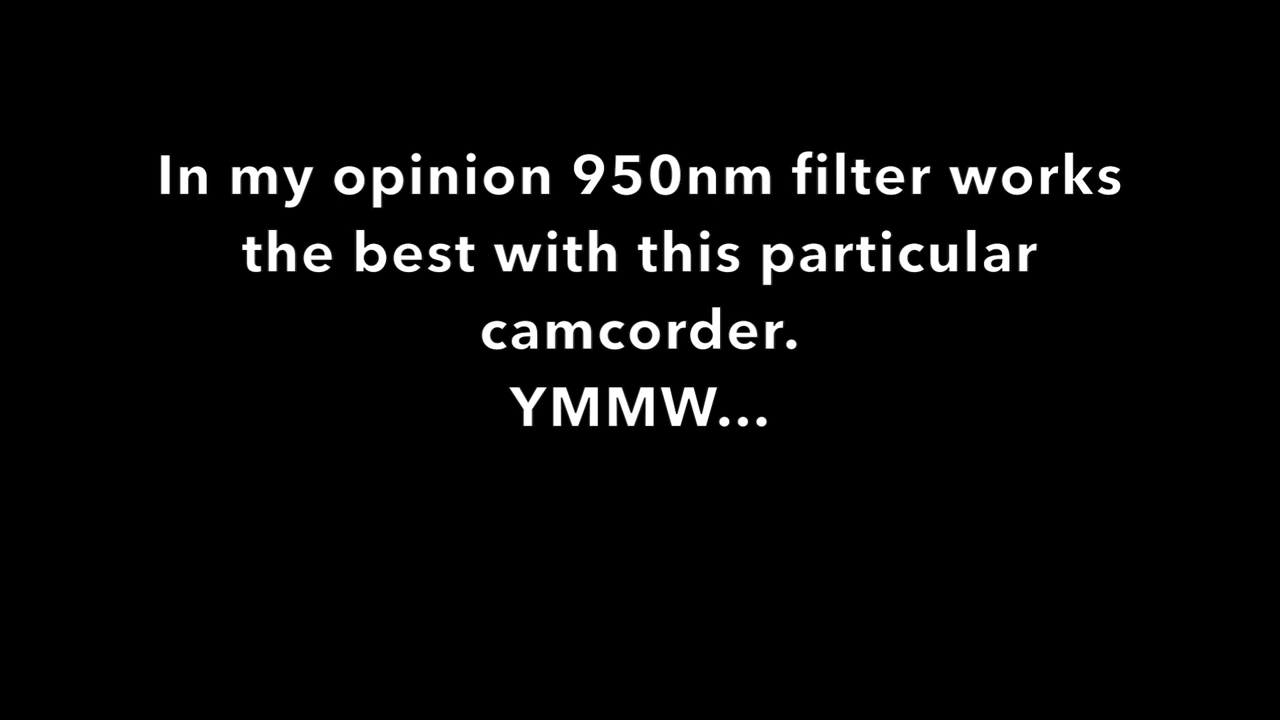 In my opinion 950nm filter works
the best with this particular
camcorder.
YMMW...